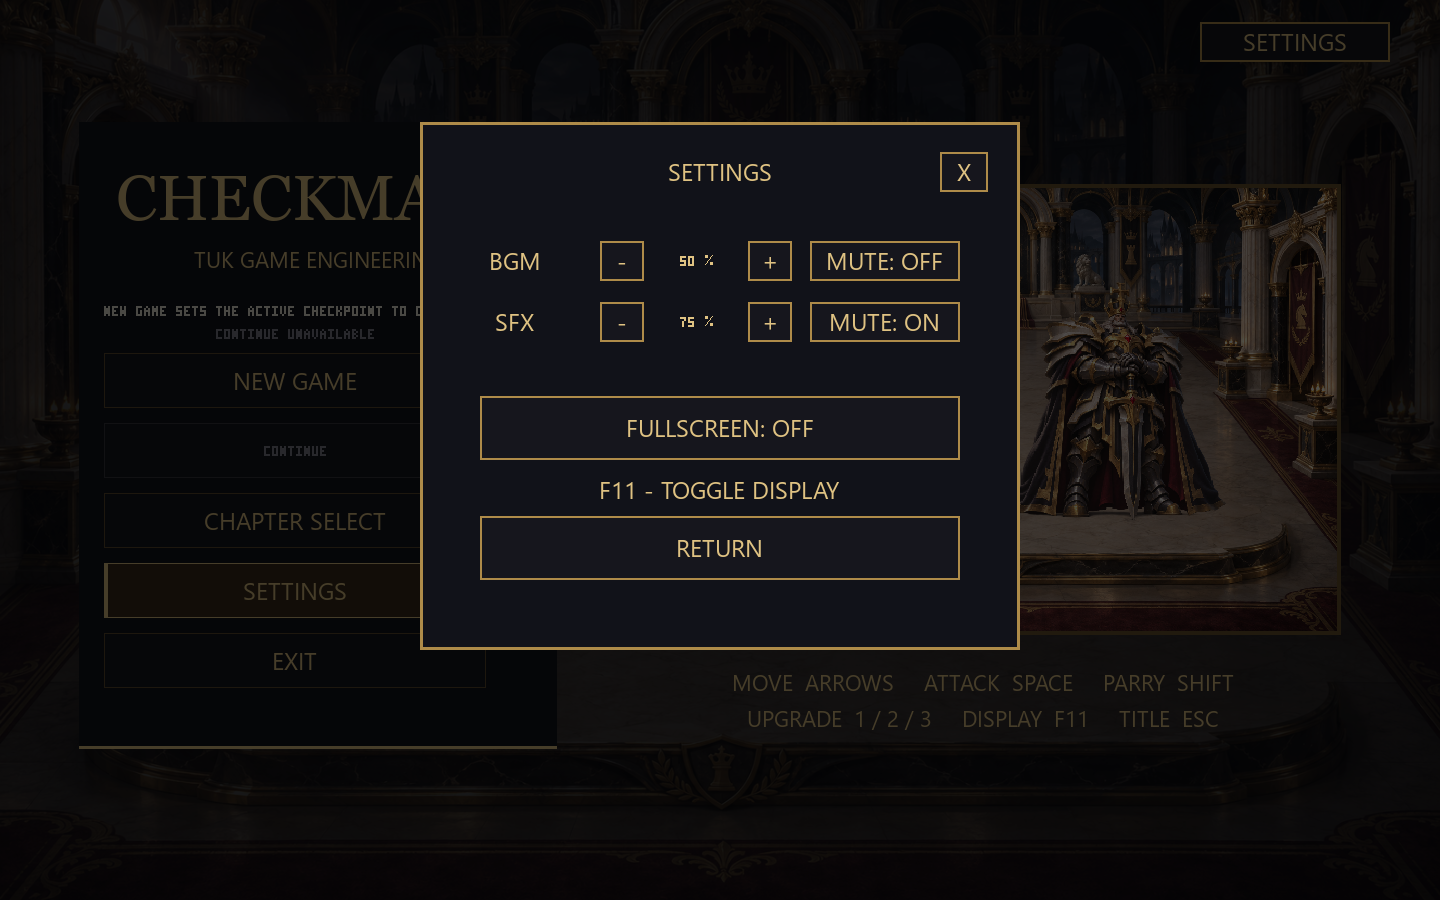 SETTINGS
SETTINGS
X
BGM - 50 % + MUTE: OFF
SFX - 75 % + MUTE: ON
FULLSCREEN: OFF
F11 - TOGGLE DISPLAY
RETURN
CHECKMA
TUK GAME ENGINEERIN
NEW GAME SETS THE ACTIVE CHECKPOINT TO
CONTINUE UNAVAILABLE
NEW GAME
CONTINUE
CHAPTER SELECT
SETTINGS
EXIT
MOVE ARROWS ATTACK SPACE PARRY SHIFT
UPGRADE 1 / 2 / 3 DISPLAY F11 TITLE ESC